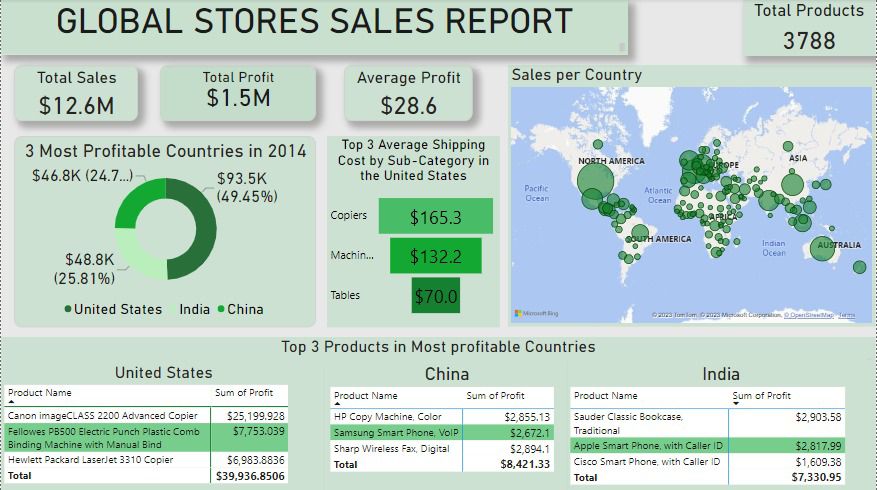 GLOBAL STORES SALES REPORT
Total Products
3788
Total Sales
$12.6M
Total Profit
$1.5M
Average Profit
$28.6
Sales per Country
3 Most Profitable Countries in 2014
$46.8K (24.7...)
$93.5K
(49.45%)
$48.8K
(25.81%)
United States India China
Top 3 Average Shipping
Cost by Sub-Category in
the United States
Copiers
$165.3
Machin...
$132.2
Tables
$70.0
NORTH AMERICA
EUROPE
ASIA
Pacific
Ocean
Atlantic
Ocean
AFRICA
SOUTH AMERICA
Indian
Ocean
AUSTRALIA
Microsoft Bing
© 2023 TomTom, © 2023 Microsoft Corporation, © OpenStreetMap Terms
Top 3 Products in Most profitable Countries
United States
Product Name Sum of Profit
Canon imageCLASS 2200 Advanced Copier $25,199.928
Fellowes PB500 Electric Punch Plastic Comb $7,753.039
Binding Machine with Manual Bind
Hewlett Packard LaserJet 3310 Copier $6,983.8836
Total $39,936.8506
China
Product Name Sum of Profit
HP Copy Machine, Color $2,855.13
Samsung Smart Phone, VoIP $2,672.1
Sharp Wireless Fax, Digital $2,894.1
Total $8,421.33
India
Product Name Sum of Profit
Sauder Classic Bookcase, $2,903.58
Traditional
Apple Smart Phone, with Caller ID $2,817.99
Cisco Smart Phone, with Caller ID $1,609.38
Total $7,330.95